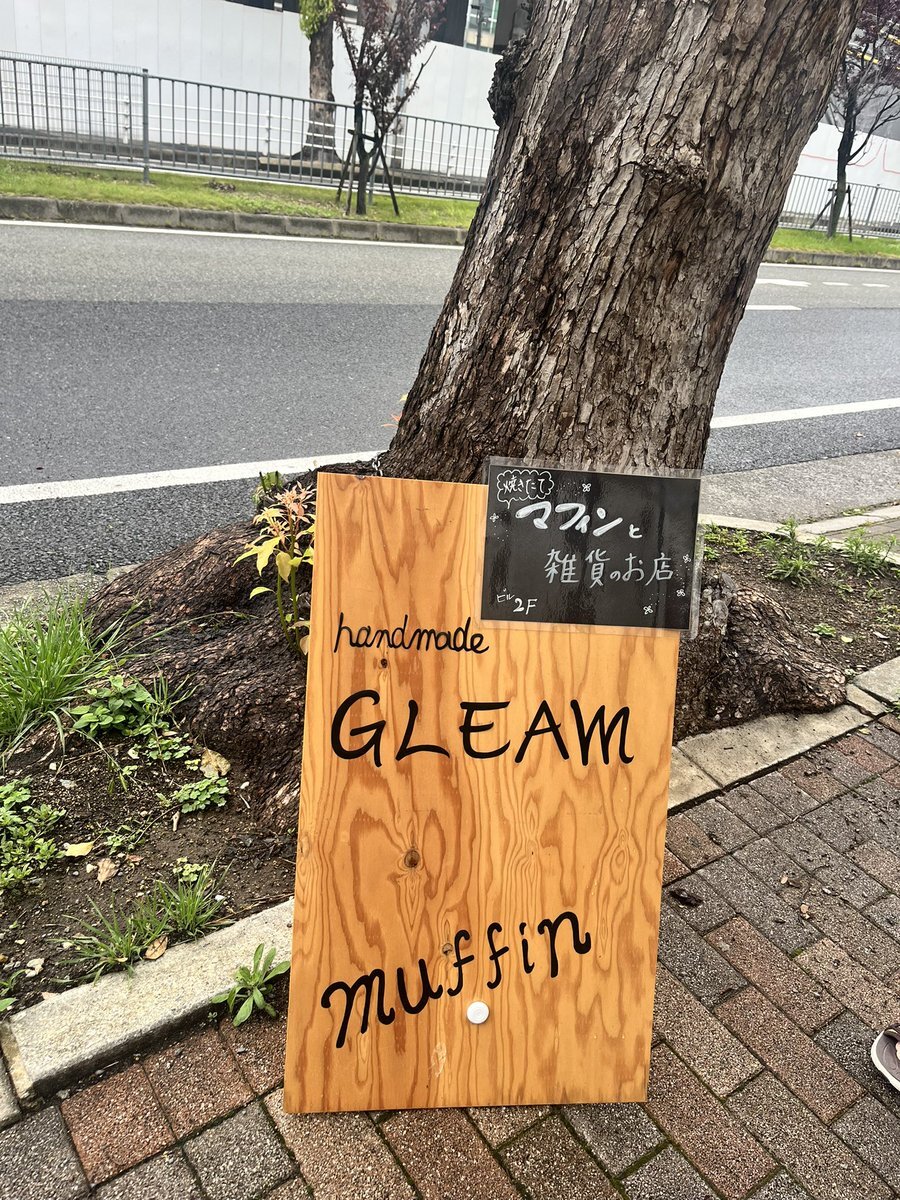 焼きたて
マフィンと
雑貨のお店
ビル2F
handmade
GLEAM
muffin